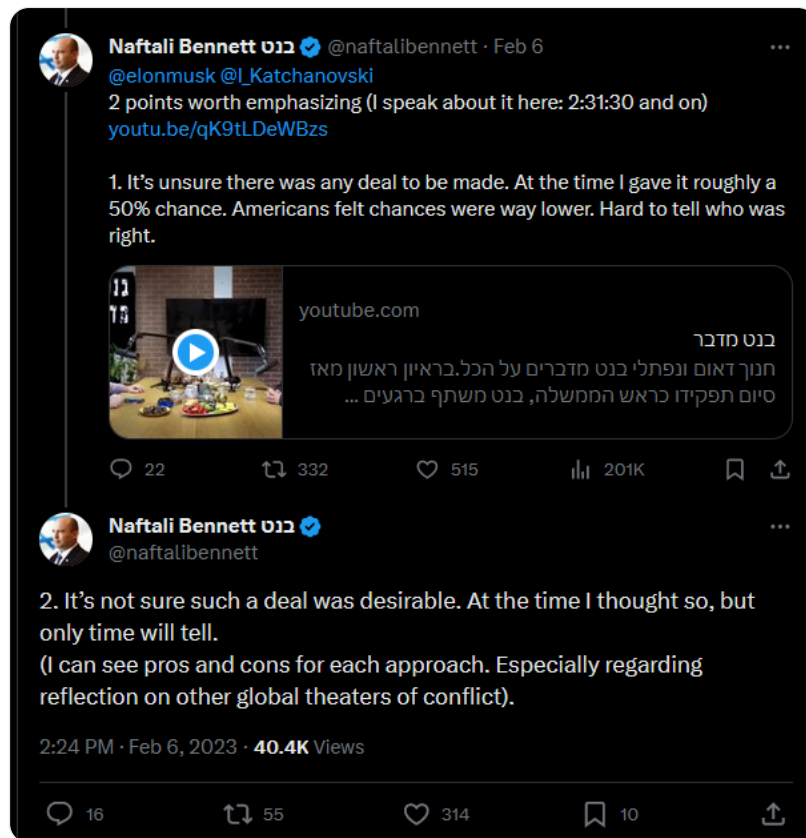 Naftali Bennett בנט @naftalibennett · Feb 6
@elonmusk @I_Katchanovski
2 points worth emphasizing (I speak about it here: 2:31:30 and on)
youtu.be/qK9tLDeWBzs
1. It's unsure there was any deal to be made. At the time I gave it roughly a
50% chance. Americans felt chances were way lower. Hard to tell who was
right.
youtube.com
בנט מדבר
חנוך דאום ונפתלי בנט מדברים על הכל.בראיון ראשון מאז
סיום תפקידו כראש הממשלה, בנט משתף ברגעים ...
22 332 515 201K
Naftali Bennett בנט
@naftalibennett
2. It's not sure such a deal was desirable. At the time I thought so, but
only time will tell.
(I can see pros and cons for each approach. Especially regarding
reflection on other global theaters of conflict).
2:24 PM · Feb 6, 2023 · 40.4K Views
16 55 314 10